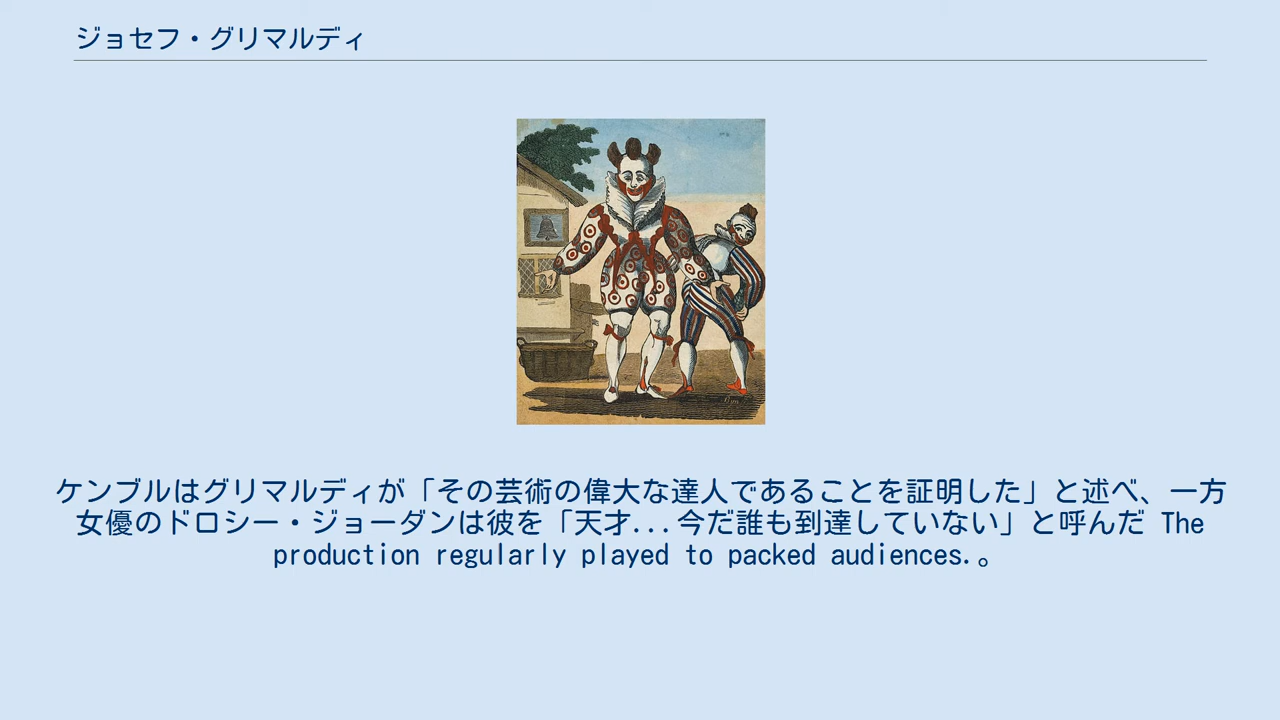 ジョセフ・グリマルディ
ケンブルはグリマルディが「その芸術の偉大な達人であることを証明した」と述べ、一方
女優のドロシー・ジョーダンは彼を「天才...今だ誰も到達していない」と呼んだ The
production regularly played to packed audiences.。